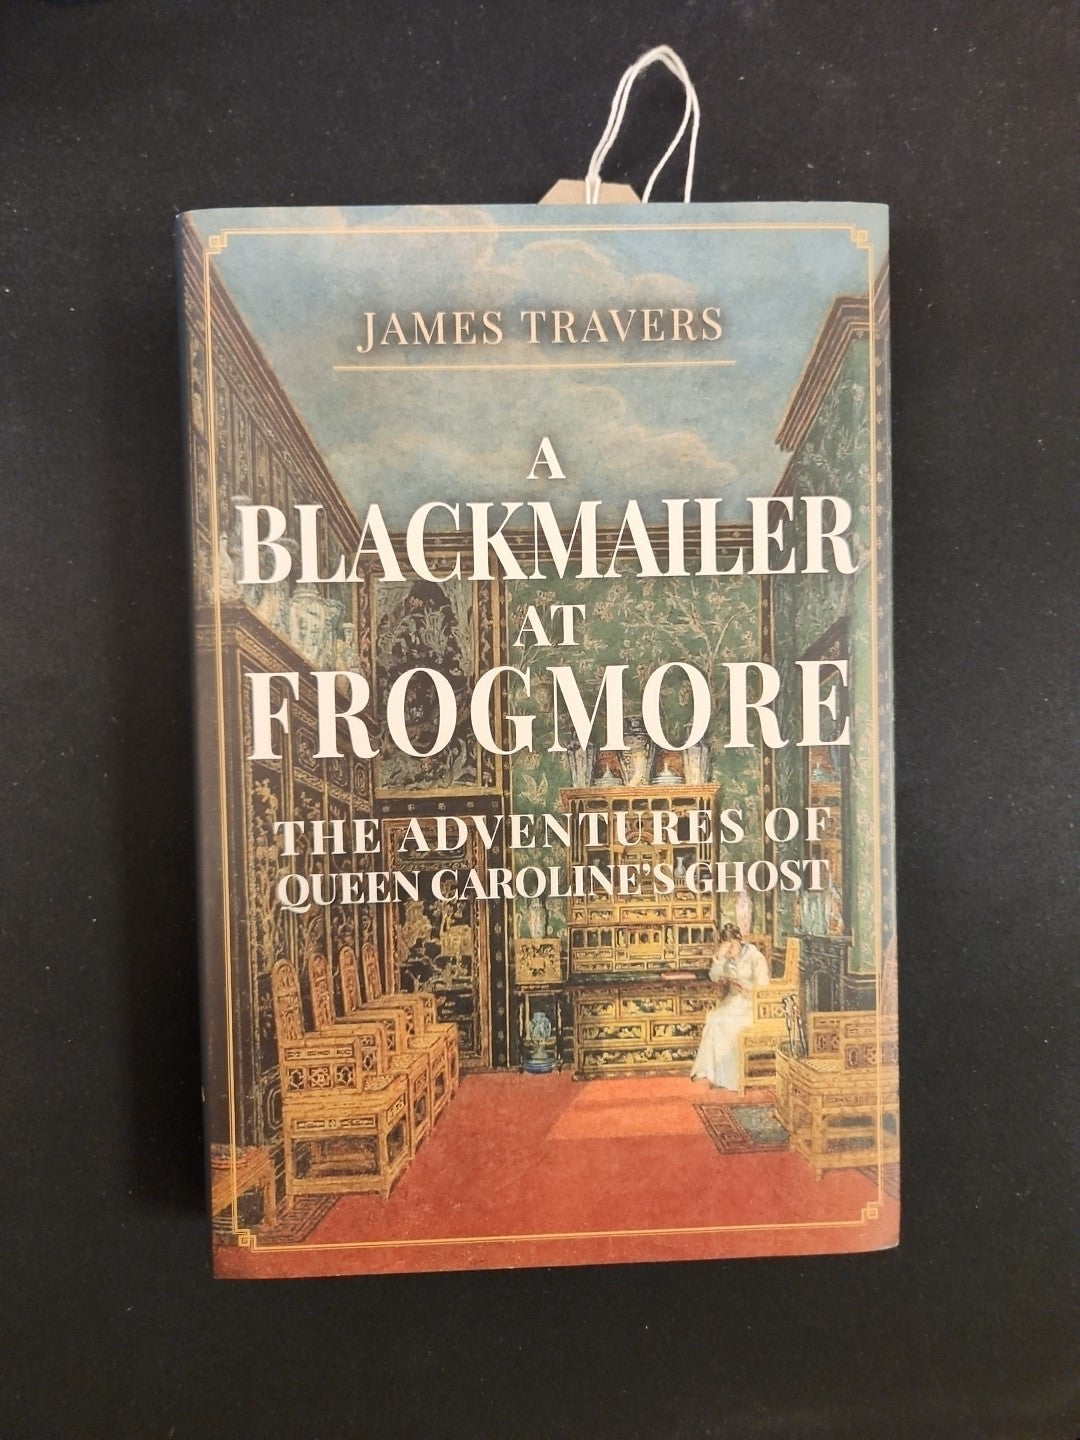 JAMES TRAVERS
A
BLACKMAILER
AT
FROGMORE
THE ADVENTURES OF
QUEEN CAROLINE'S GHOST